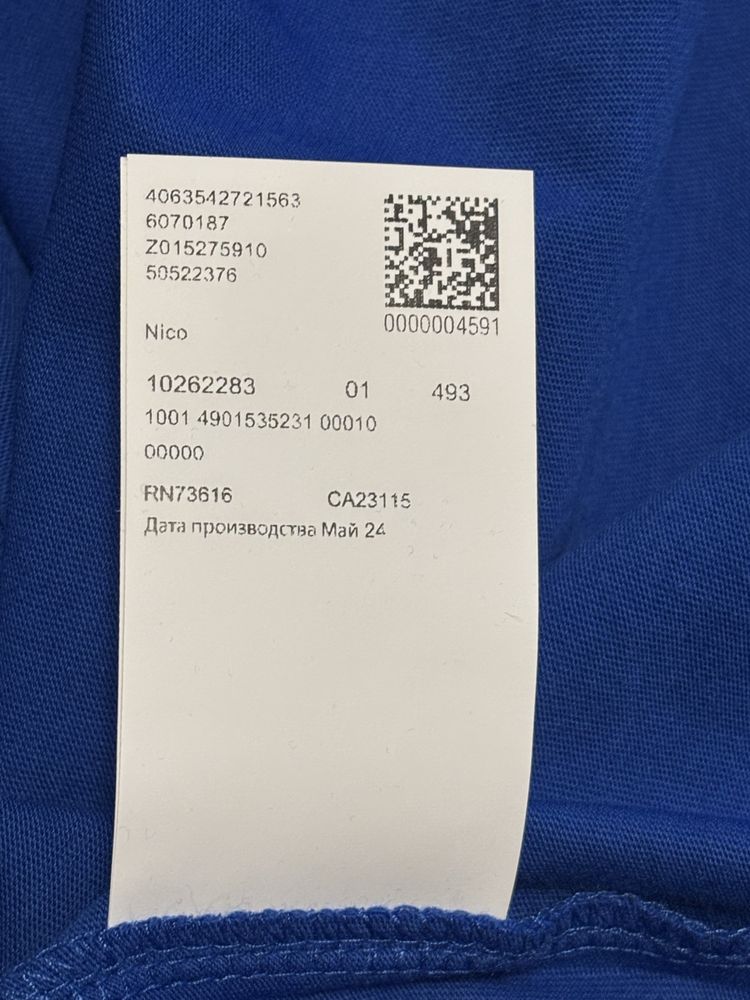 4063542721563
6070187
Z015275910
50522376
0000004591
Nico
10262283 01 493
1001 4901535231 00010
00000
RN73616 CA23115
Дата производства Май 24